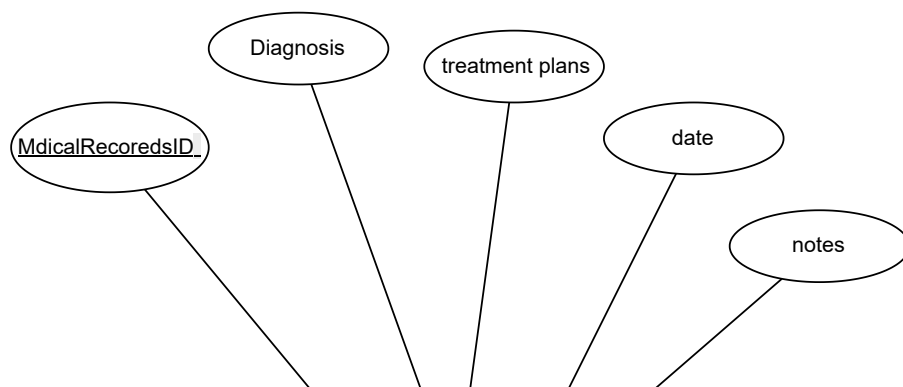 Diagnosis
treatment plans
MdicalRecoredsID
date
notes